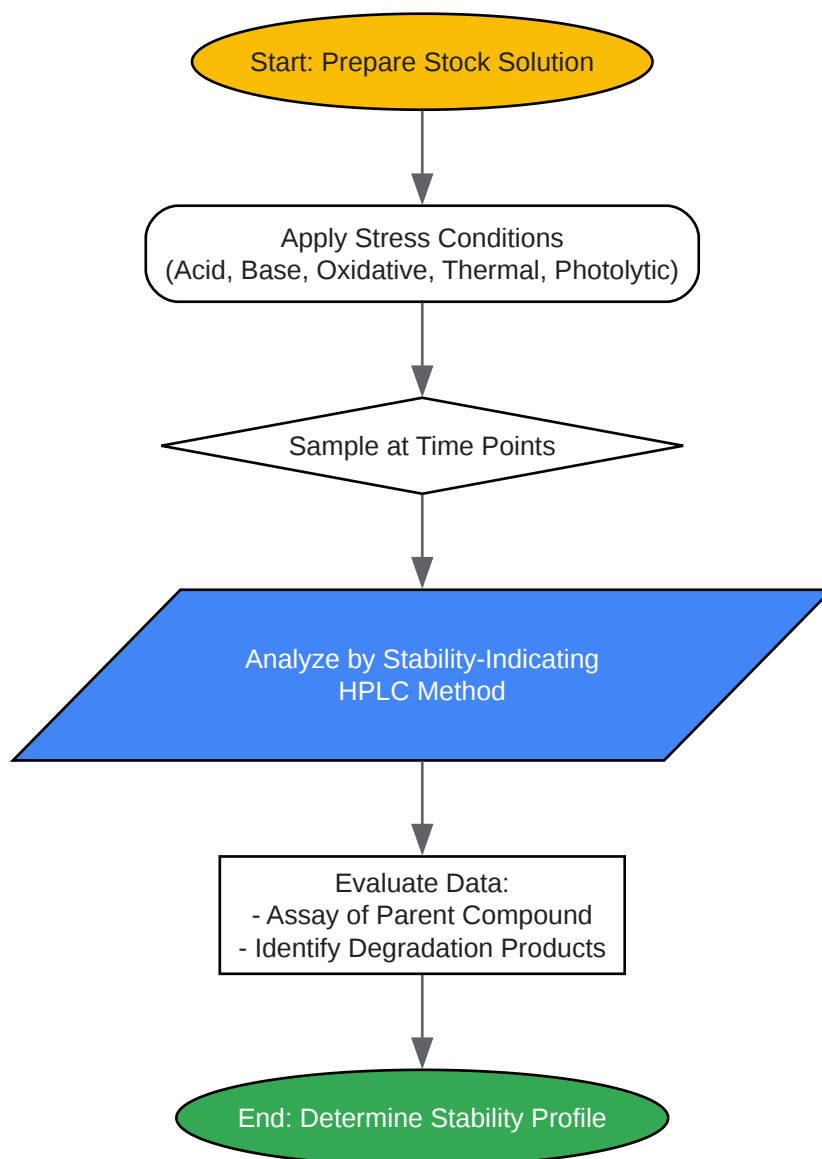 Start: Prepare Stock Solution
Apply Stress Conditions
(Acid, Base, Oxidative, Thermal, Photolytic)
Sample at Time Points
Analyze by Stability-Indicating
HPLC Method
Evaluate Data:
- Assay of Parent Compound
- Identify Degradation Products
End: Determine Stability Profile